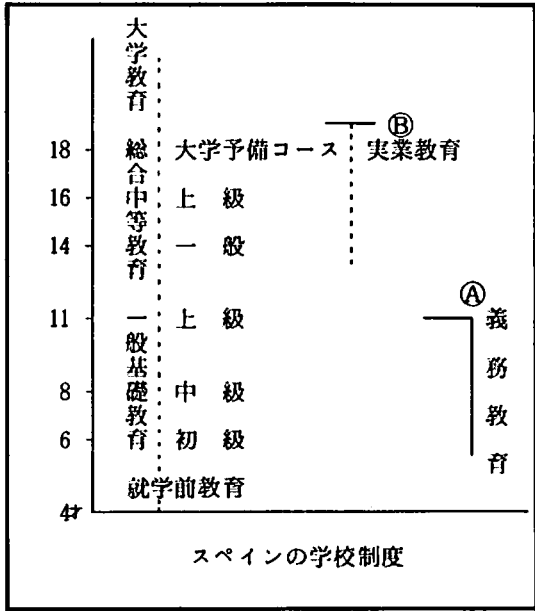 大学教育
Ⓑ
18 総合中等教育 大学予備コース 実業教育
16 上級
14 一般
Ⓐ
11 一般基礎教育 上級 義務教育
8 中級
6 初級
就学前教育
4才
スペインの学校制度